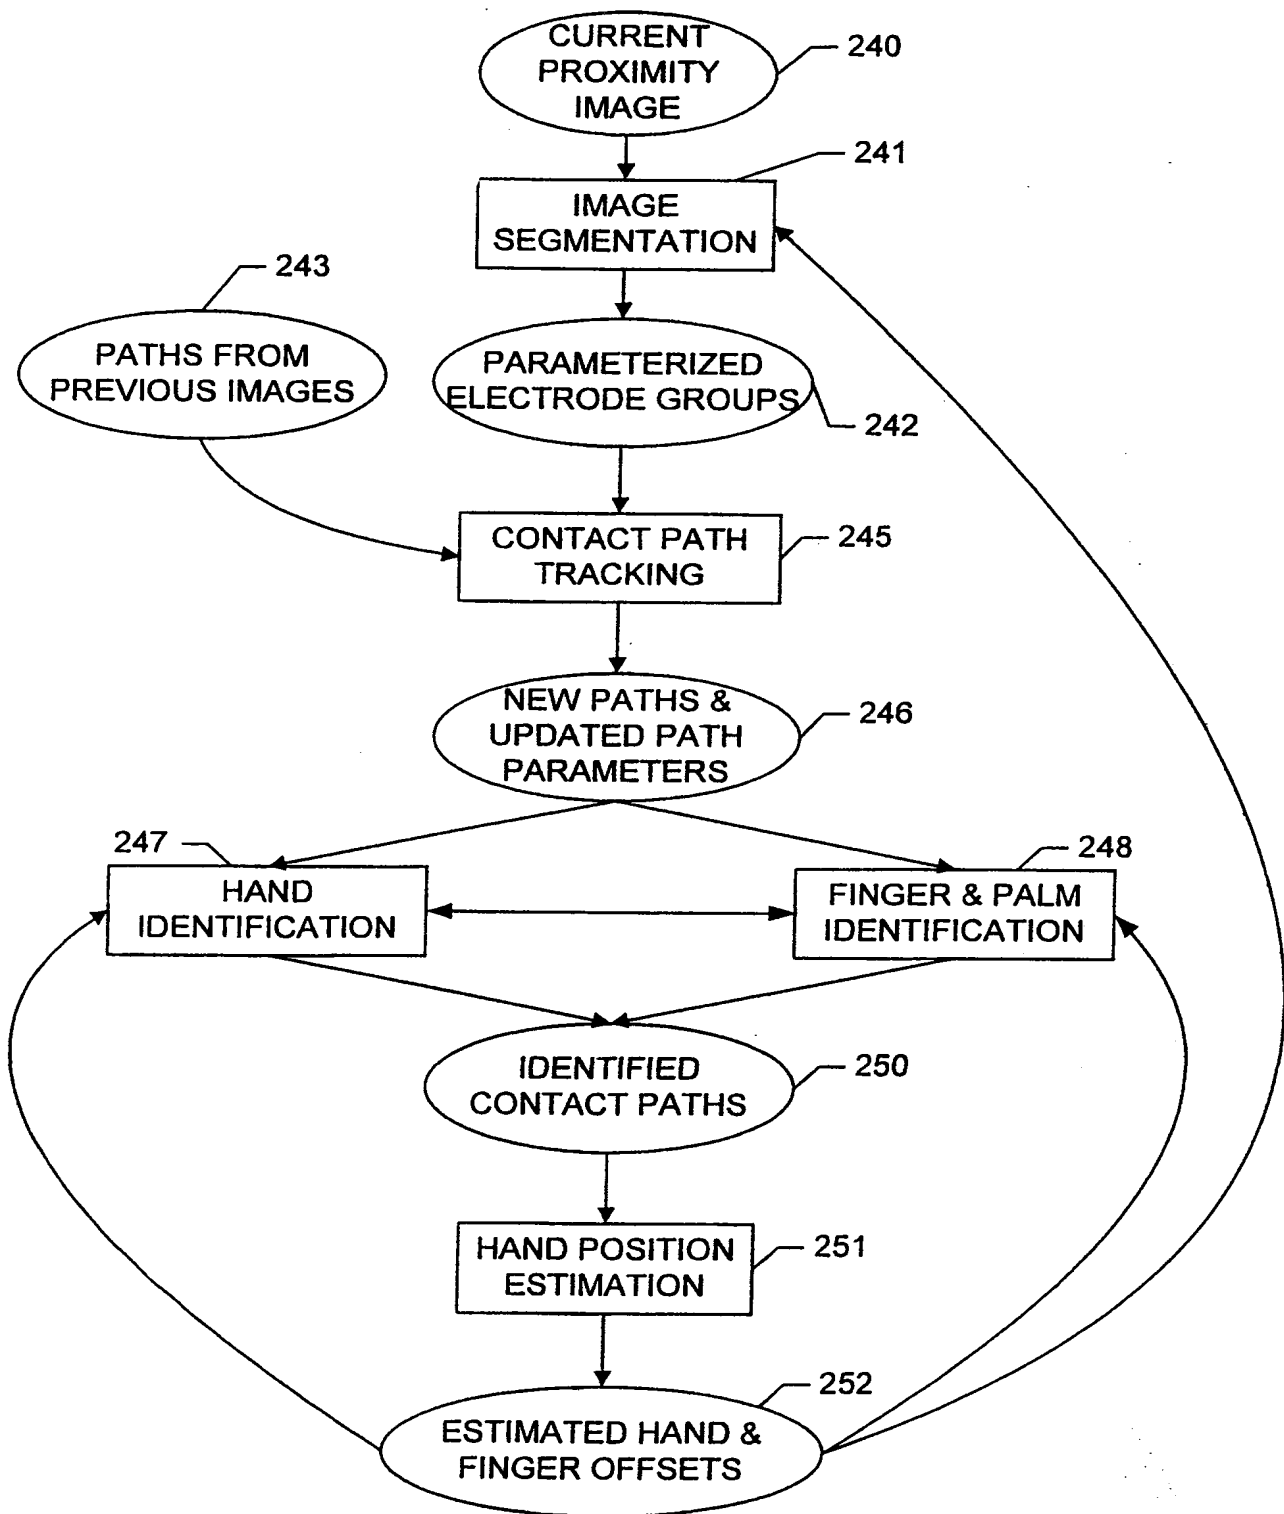 CURRENT
PROXIMITY
IMAGE
240
241
IMAGE
SEGMENTATION
243
PATHS FROM
PREVIOUS IMAGES
PARAMETERIZED
ELECTRODE GROUPS
242
CONTACT PATH
TRACKING
245
NEW PATHS &
UPDATED PATH
PARAMETERS
246
247
HAND
IDENTIFICATION
248
FINGER & PALM
IDENTIFICATION
IDENTIFIED
CONTACT PATHS
250
HAND POSITION
ESTIMATION
251
252
ESTIMATED HAND &
FINGER OFFSETS